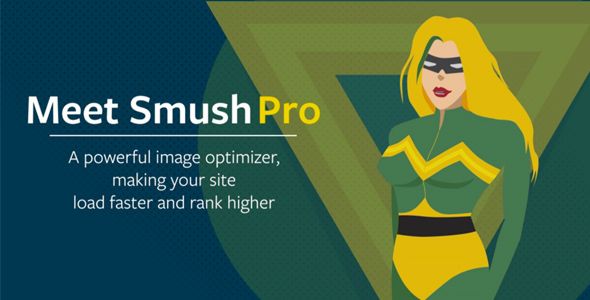 Meet Smush Pro
A powerful image optimizer,
making your site
load faster and rank higher